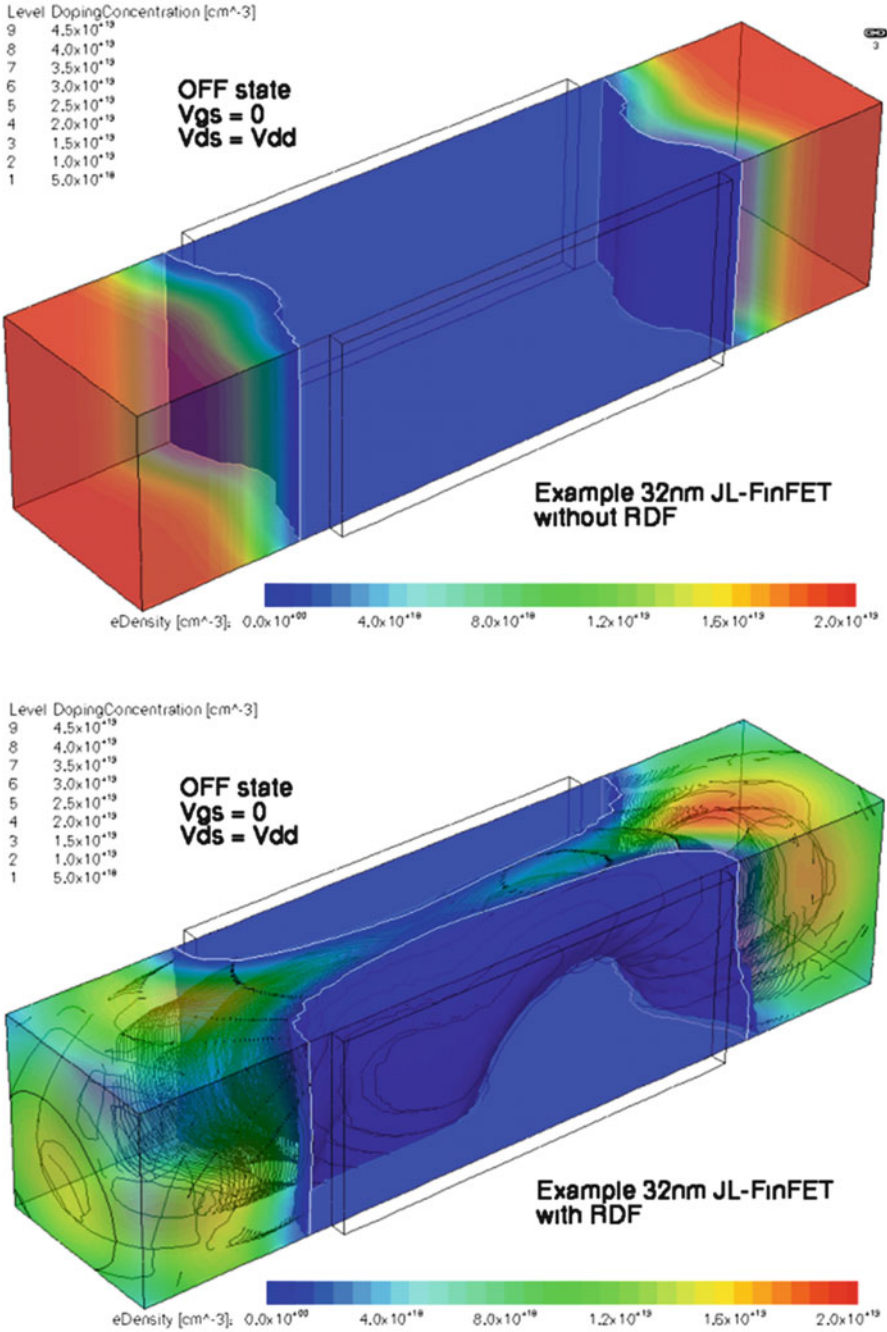 Level DopingConcentration [cm^-3]
9 4.5x10⁺¹⁹
8 4.0x10⁺¹⁹
7 3.5x10⁺¹⁹
6 3.0x10⁺¹⁹
5 2.5x10⁺¹⁹
4 2.0x10⁺¹⁹
3 1.5x10⁺¹⁹
2 1.0x10⁺¹⁹
1 5.0x10⁺¹⁸
3
OFF state
Vgs = 0
Vds = Vdd
Example 32nm JL-FinFET
without RDF
eDensity [cm^-3]: 0.0x10⁺⁰⁰ 4.0x10⁺¹⁸ 8.0x10⁺¹⁸ 1.2x10⁺¹⁹ 1.6x10⁺¹⁹ 2.0x10⁺¹⁹
Level DopingConcentration [cm^-3]
9 4.5x10⁺¹⁹
8 4.0x10⁺¹⁹
7 3.5x10⁺¹⁹
6 3.0x10⁺¹⁹
5 2.5x10⁺¹⁹
4 2.0x10⁺¹⁹
3 1.5x10⁺¹⁹
2 1.0x10⁺¹⁹
1 5.0x10⁺¹⁸
OFF state
Vgs = 0
Vds = Vdd
Example 32nm JL-FinFET
with RDF
eDensity [cm^-3]: 0.0x10⁺⁰⁰ 4.0x10⁺¹⁸ 8.0x10⁺¹⁸ 1.2x10⁺¹⁹ 1.6x10⁺¹⁹ 2.0x10⁺¹⁹